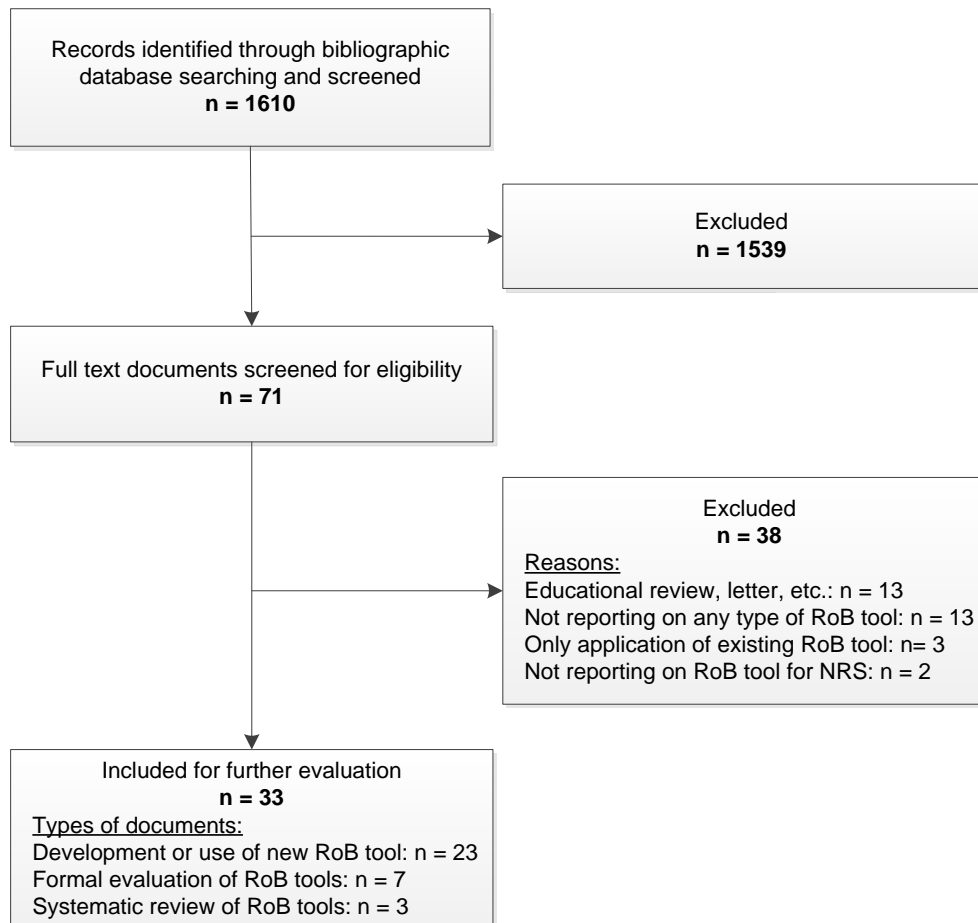 Records identified through bibliographic
database searching and screened
n = 1610
Excluded
n = 1539
Full text documents screened for eligibility
n = 71
Excluded
n = 38
Reasons:
Educational review, letter, etc.: n = 13
Not reporting on any type of RoB tool: n = 13
Only application of existing RoB tool: n= 3
Not reporting on RoB tool for NRS: n = 2
Included for further evaluation
n = 33
Types of documents:
Development or use of new RoB tool: n = 23
Formal evaluation of RoB tools: n = 7
Systematic review of RoB tools: n = 3